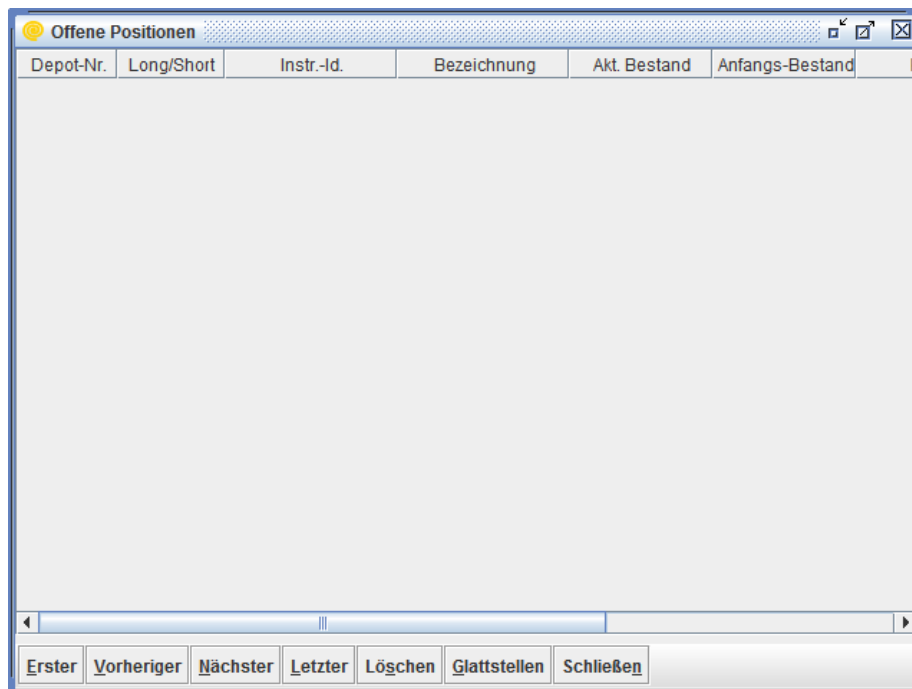 Offene Positionen
Depot-Nr. Long/Short Instr.-Id. Bezeichnung Akt. Bestand Anfangs-Bestand
Erster Vorheriger Nächster Letzter Löschen Glattstellen Schließen